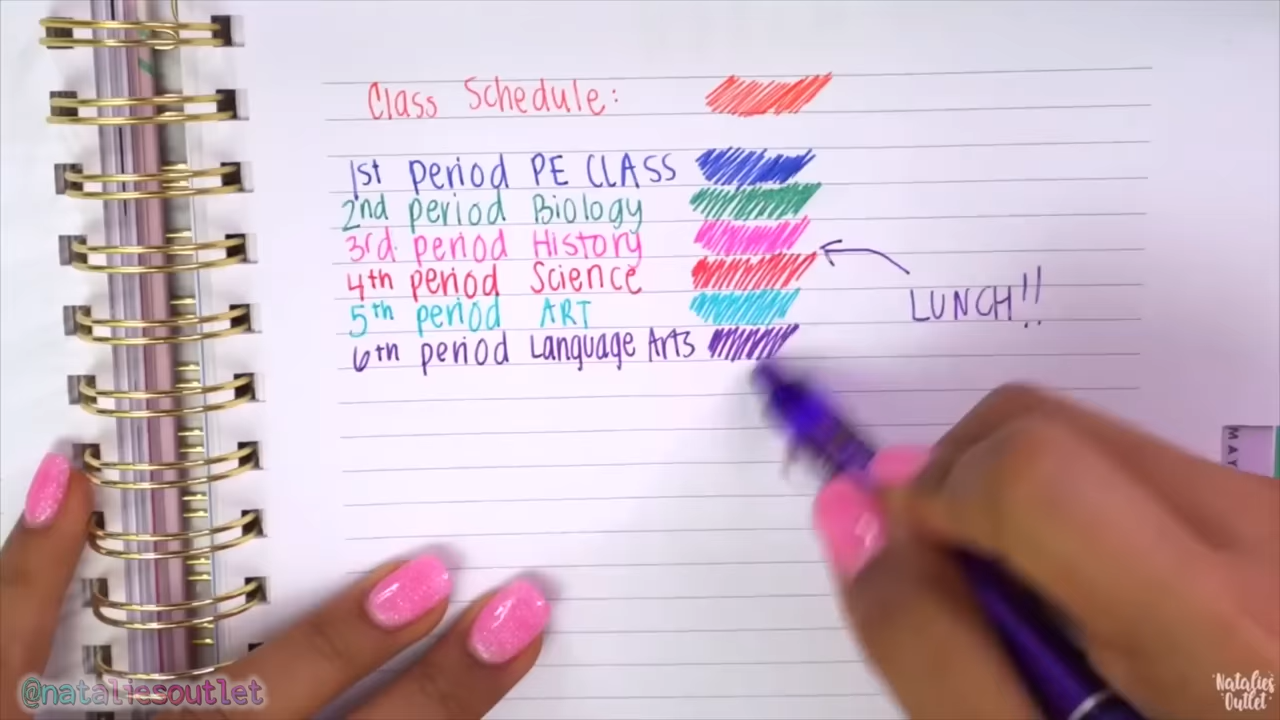 Class Schedule:
1st period PE CLASS
2nd period Biology
3rd. period History
4th period Science
LUNCH!!
5th period ART
6th period Language Arts
MAY
@nataliesoutlet
Natalies
Outlet